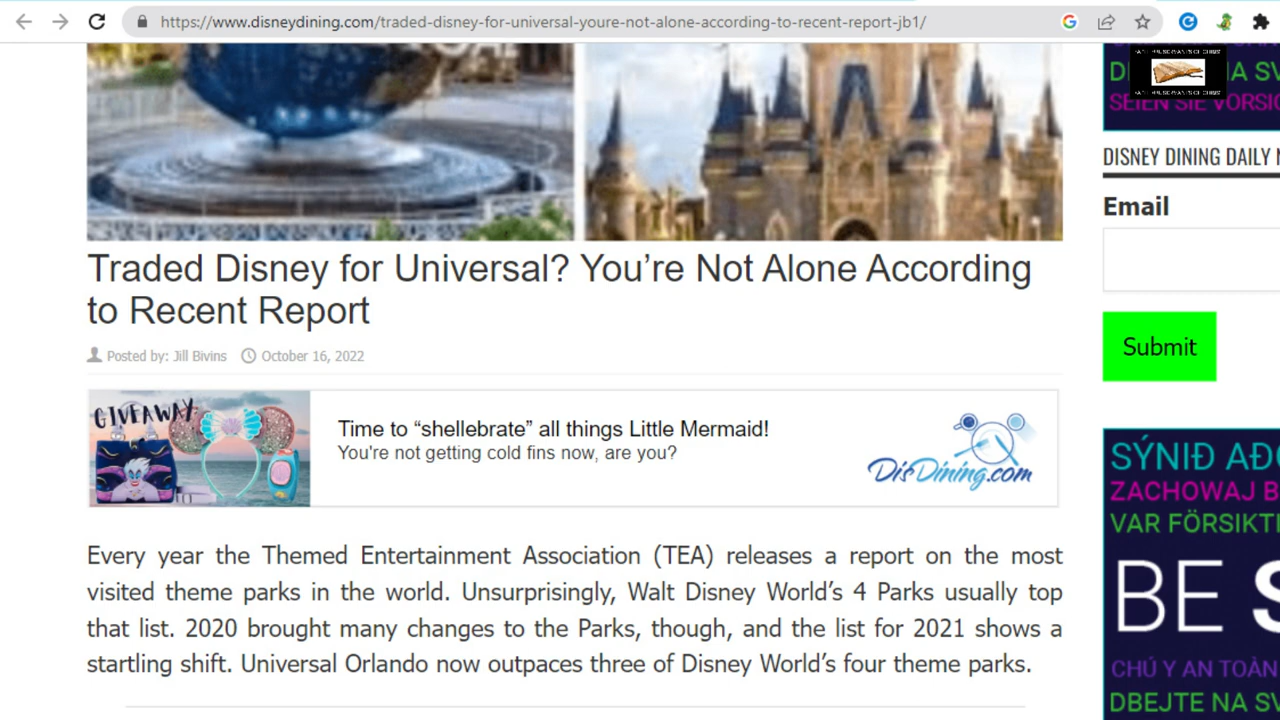 https://www.disneydining.com/traded-disney-for-universal-youre-not-alone-according-to-recent-report-jb1/
Traded Disney for Universal? You’re Not Alone According
to Recent Report
Posted by: Jill Bivins October 16, 2022
GIVEAWAY
Time to “shellebrate” all things Little Mermaid!
You're not getting cold fins now, are you?
DisDining.com
Every year the Themed Entertainment Association (TEA) releases a report on the most
visited theme parks in the world. Unsurprisingly, Walt Disney World’s 4 Parks usually top
that list. 2020 brought many changes to the Parks, though, and the list for 2021 shows a
startling shift. Universal Orlando now outpaces three of Disney World’s four theme parks.
SEIEN SIE
DISNEY DINING DAILY
Email
Submit
SÝNIÐ
ZACHOWAJ
VAR
BE
CHÚ Y AN TOÀN
DBEJTE NA